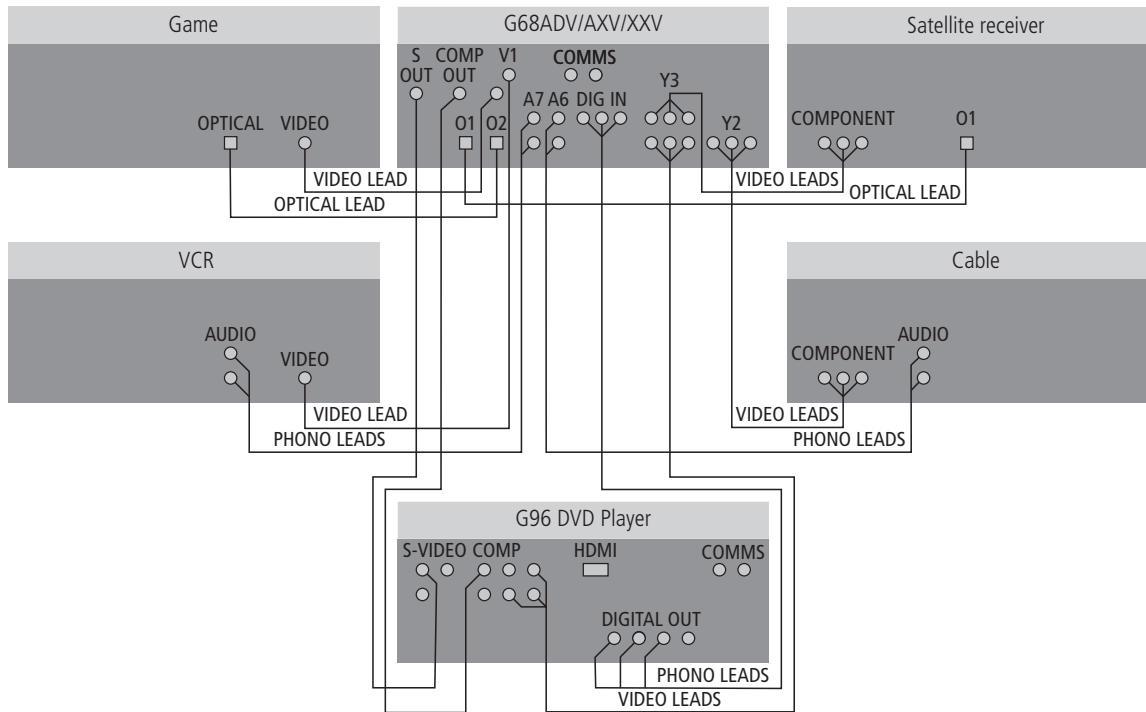 Game
G68ADV/AXV/XXV
Satellite receiver
S OUT
COMP OUT
V1
COMMS
Y3
A7 A6 DIG IN
OPTICAL VIDEO
O1 O2
Y2
COMPONENT
O1
VIDEO LEAD
VIDEO LEADS
OPTICAL LEAD
OPTICAL LEAD
VCR
Cable
AUDIO
VIDEO
COMPONENT
AUDIO
VIDEO LEAD
VIDEO LEADS
PHONO LEADS
PHONO LEADS
G96 DVD Player
S-VIDEO COMP
HDMI
COMMS
DIGITAL OUT
PHONO LEADS
VIDEO LEADS